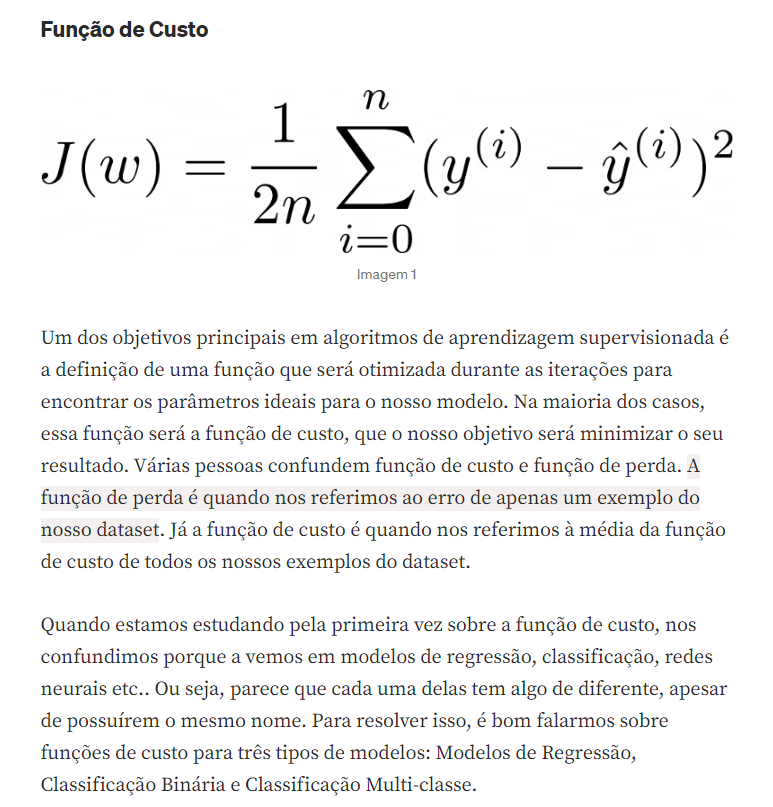 Função de Custo
J(w) = \frac{1}{2n} \sum_{i=0}^{n} (y^{(i)} - \hat{y}^{(i)})^2
Imagem 1
Um dos objetivos principais em algoritmos de aprendizagem supervisionada é
a definição de uma função que será otimizada durante as iterações para
encontrar os parâmetros ideais para o nosso modelo. Na maioria dos casos,
essa função será a função de custo, que o nosso objetivo será minimizar o seu
resultado. Várias pessoas confundem função de custo e função de perda. A
função de perda é quando nos referimos ao erro de apenas um exemplo do
nosso dataset. Já a função de custo é quando nos referimos à média da função
de custo de todos os nossos exemplos do dataset.
Quando estamos estudando pela primeira vez sobre a função de custo, nos
confundimos porque a vemos em modelos de regressão, classificação, redes
neurais etc.. Ou seja, parece que cada uma delas tem algo de diferente, apesar
de possuírem o mesmo nome. Para resolver isso, é bom falarmos sobre
funções de custo para três tipos de modelos: Modelos de Regressão,
Classificação Binária e Classificação Multi-classe.